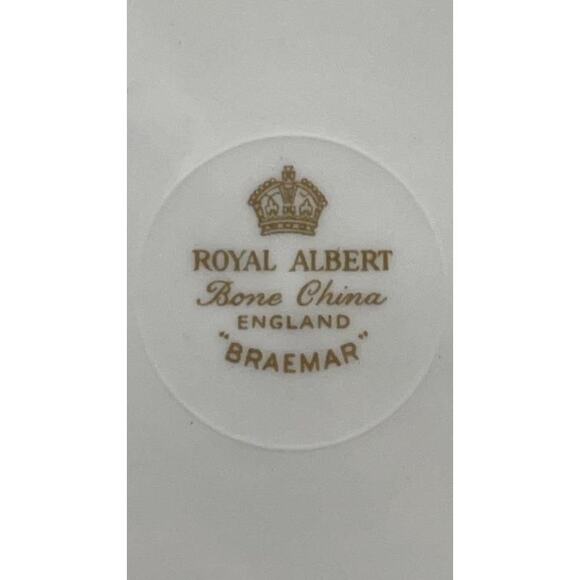 ROYAL ALBERT
Bone China
ENGLAND
"BRAEMAR"